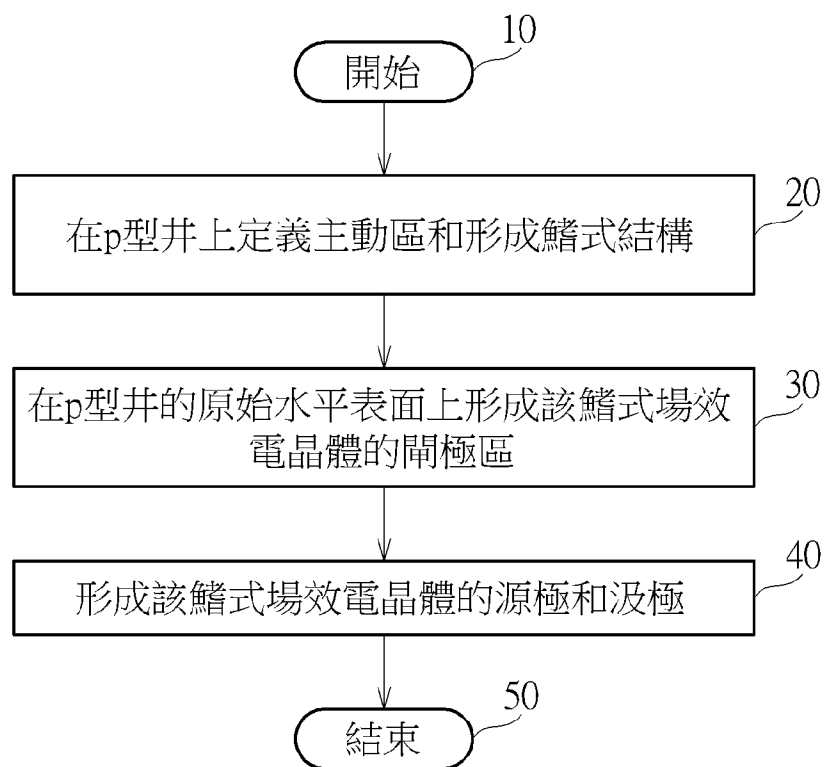 10
開始
20
在p型井上定義主動區和形成鰭式結構
30
在p型井的原始水平表面上形成該鰭式場效
電晶體的閘極區
40
形成該鰭式場效電晶體的源極和汲極
50
結束